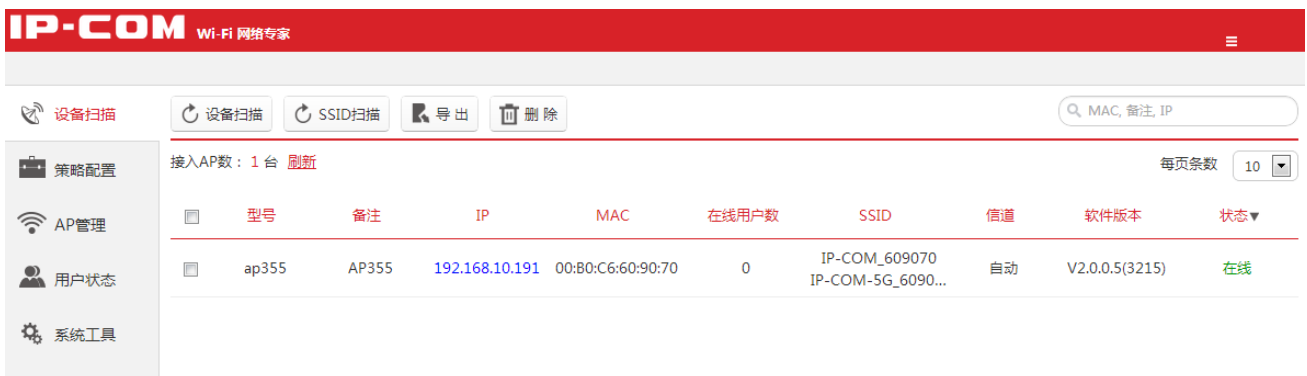 IP-COM Wi-Fi 网络专家
设备扫描
策略配置
AP管理
用户状态
系统工具
设备扫描 SSID扫描 导出 删除 MAC, 备注, IP
接入AP数：1 台 刷新 每页条数 10
型号 备注 IP MAC 在线用户数 SSID 信道 软件版本 状态▼
ap355 AP355 192.168.10.191 00:B0:C6:60:90:70 0 IP-COM_609070 自动 V2.0.0.5(3215) 在线
IP-COM-5G_6090...